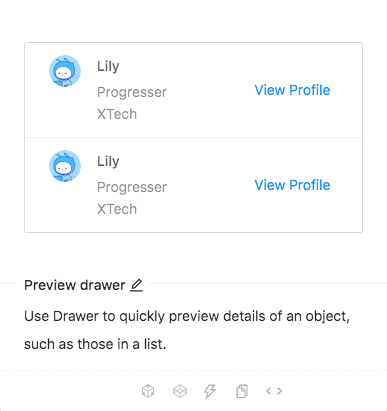 Lily
Progresser
XTech
View Profile
Lily
Progresser
XTech
View Profile
Preview drawer
Use Drawer to quickly preview details of an object,
such as those in a list.